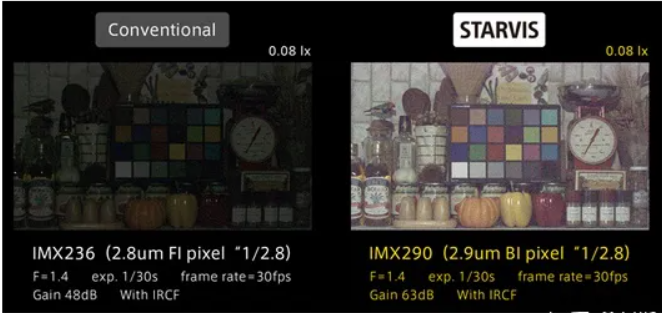 Conventional
0.08 lx
IMX236 (2.8um FI pixel “1/2.8)
F=1.4 exp. 1/30s frame rate=30fps
Gain 48dB With IRCF
STARVIS
0.08 lx
IMX290 (2.9um BI pixel “1/2.8)
F=1.4 exp. 1/30s frame rate=30fps
Gain 63dB With IRCF